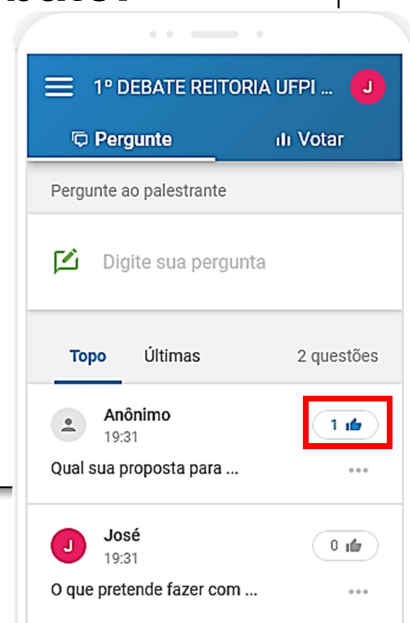 1º DEBATE REITORIA UFPI ...
J
Pergunte
Votar
Pergunte ao palestrante
Digite sua pergunta
Topo
Últimas
2 questões
Anônimo
19:31
1
Qual sua proposta para ...
J
José
19:31
0
O que pretende fazer com ...